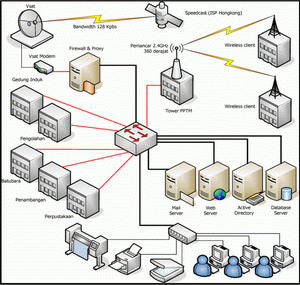 Vsat
Speedcast (ISP Hongkong)
Bandwidth 128 Kpbs
Firewall & Proxy
Pemancar 2.4GHz
360 derajat
Wireless client
Vsat Modem
Gedung Induk
Wireless client
Tower PPTM
Pengolahan
Batubara
Penambangan
Perpustakaan
Mail
Server
Web
Server
Active
Directory
Database
Server